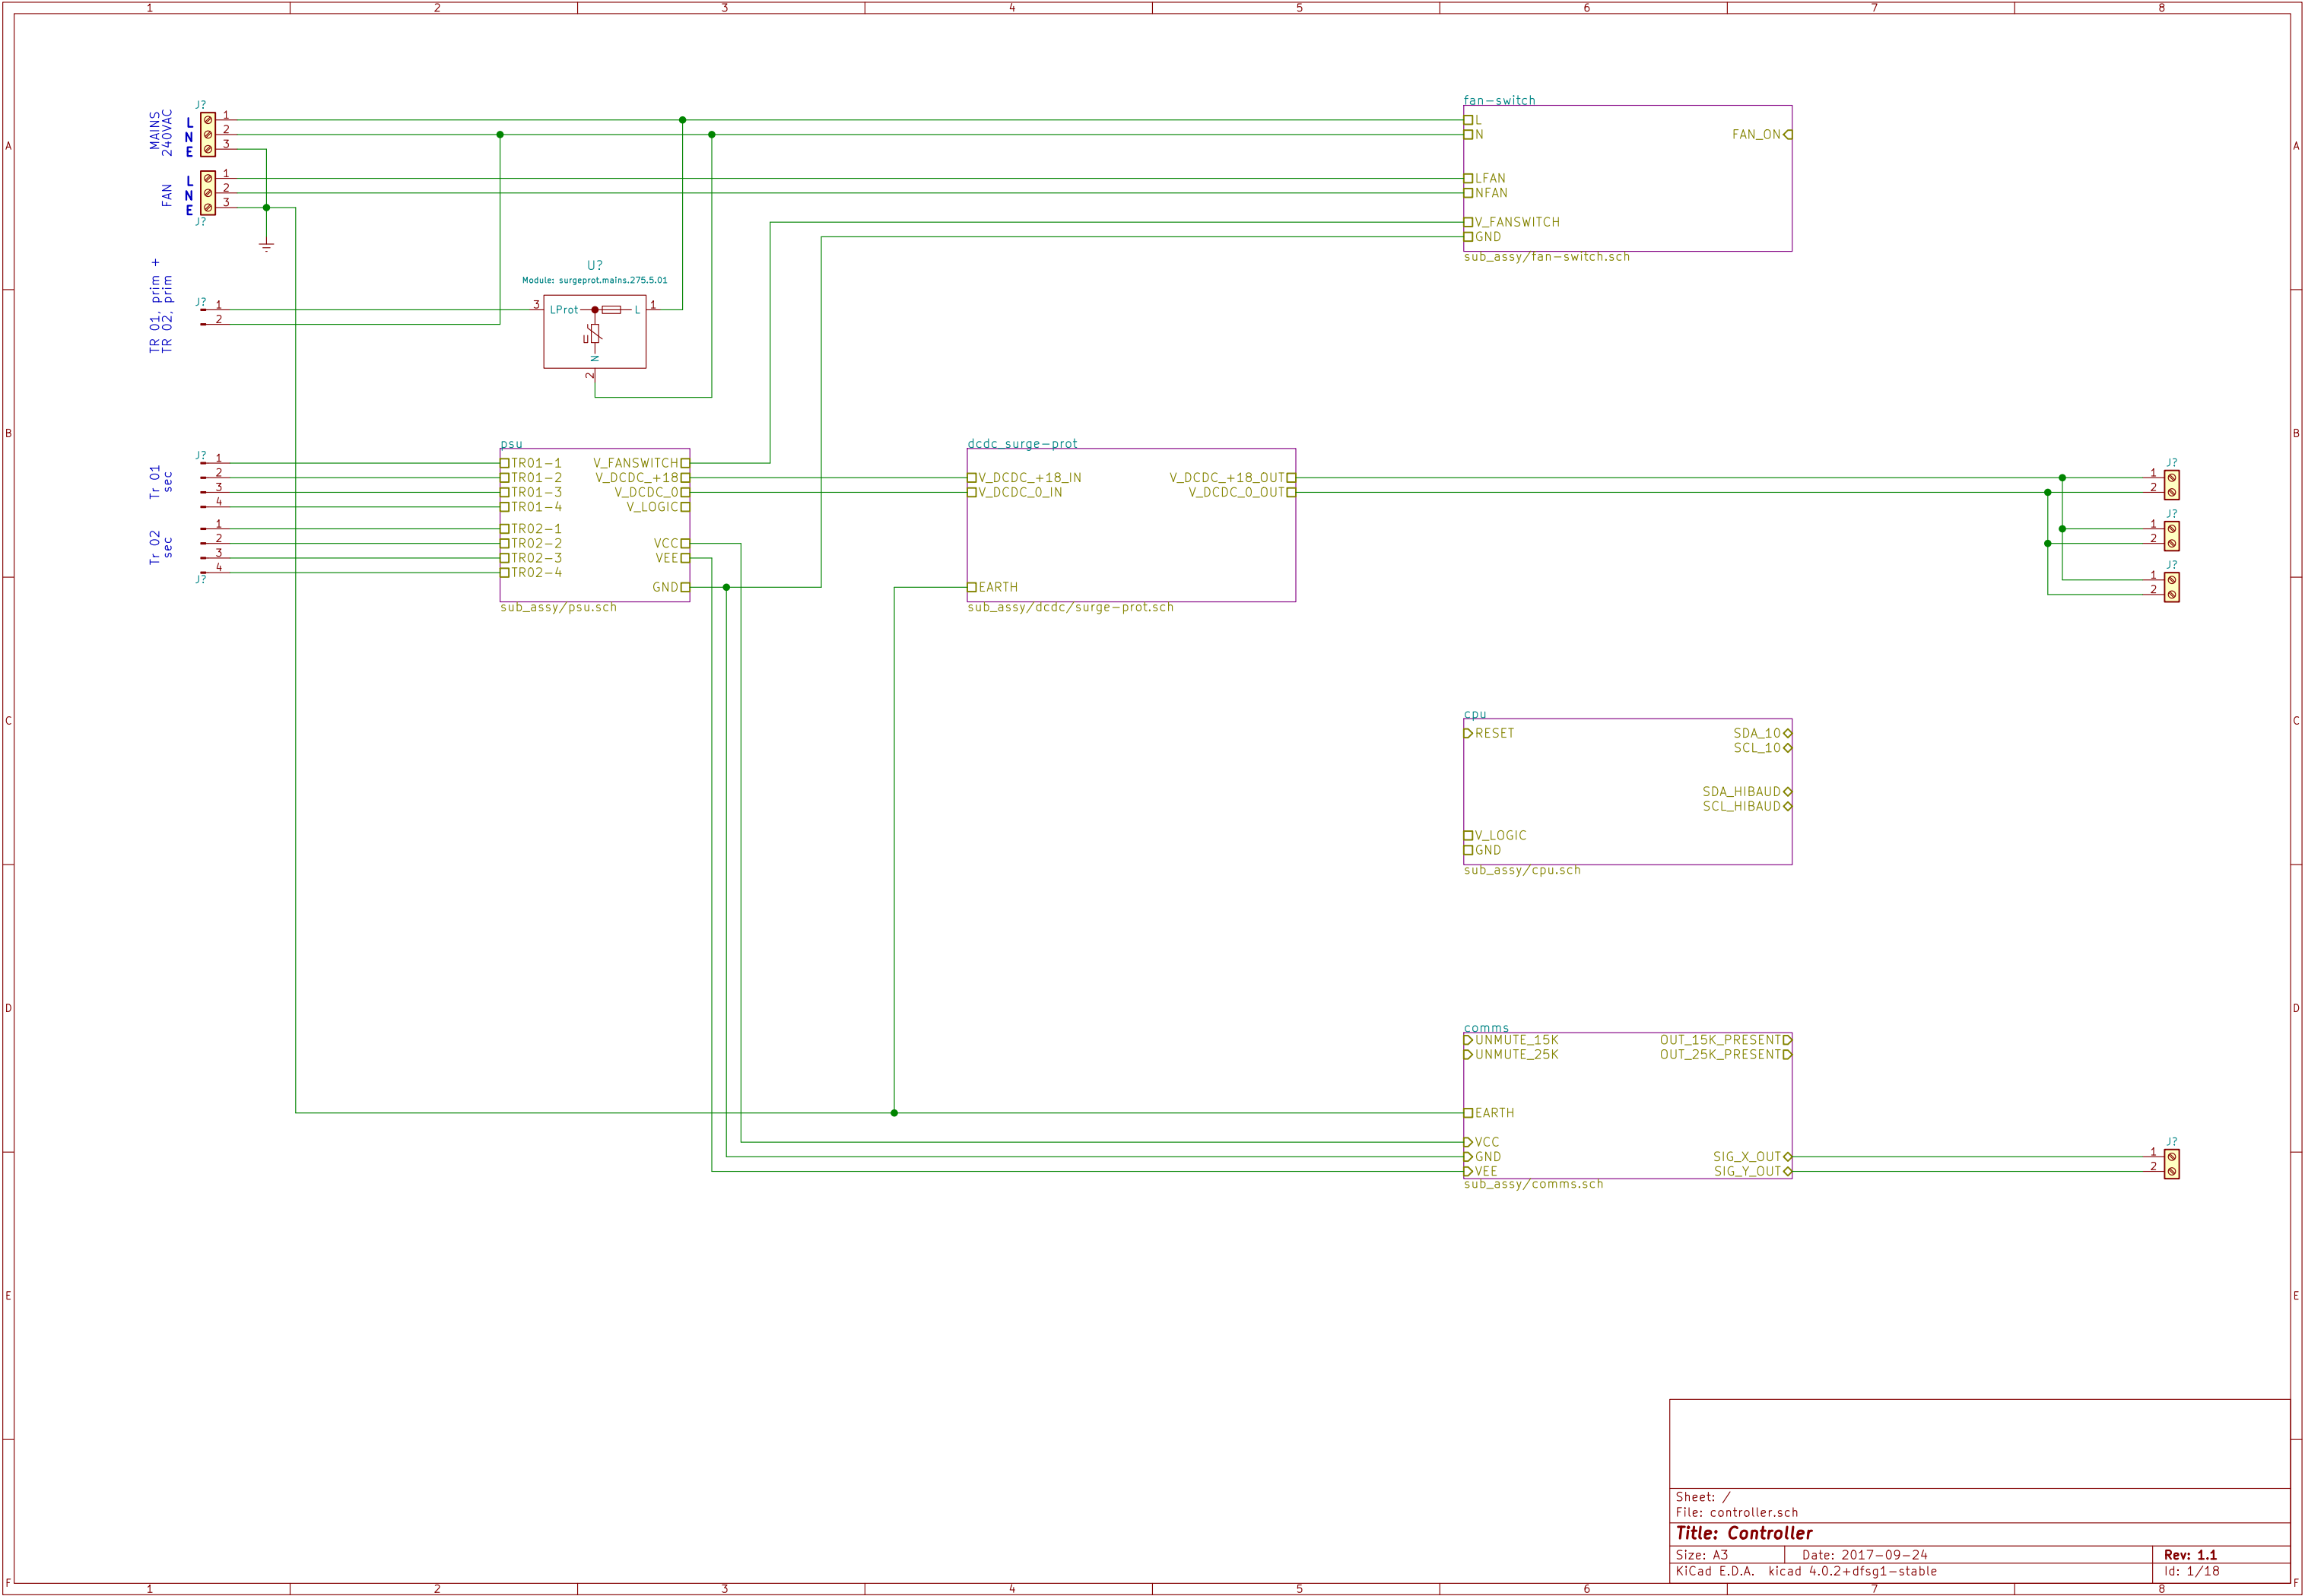 1 2 3 4 5 6 7 8
A
B
C
D
E
F
A
B
C
D
E
F
1 2 3 4 5 6 7 8
MAINS
240VAC
J?
L 1
N 2
E 3
FAN
L 1
N 2
E 3
J?
TR 01, prim +
TR 02, prim
J?
1
2
U?
Module: surgeprot.mains.275.5.01
3 LProt L 1
N
2
Tr 01
sec
J?
1
2
3
4
Tr 02
sec
1
2
3
4
J?
psu
TR01-1 V_FANSWITCH
TR01-2 V_DCDC_+18
TR01-3 V_DCDC_0
TR01-4 V_LOGIC
TR02-1
TR02-2 VCC
TR02-3 VEE
TR02-4
GND
sub_assy/psu.sch
dcdc_surge-prot
V_DCDC_+18_IN V_DCDC_+18_OUT
V_DCDC_0_IN V_DCDC_0_OUT
EARTH
sub_assy/dcdc/surge-prot.sch
fan-switch
L
N FAN_ON
LFAN
NFAN
V_FANSWITCH
GND
sub_assy/fan-switch.sch
J?
1
2
J?
1
2
J?
1
2
cpu
RESET SDA_10
SCL_10
SDA_HIBAUD
SCL_HIBAUD
V_LOGIC
GND
sub_assy/cpu.sch
comms
UNMUTE_15K OUT_15K_PRESENT
UNMUTE_25K OUT_25K_PRESENT
EARTH
VCC
GND SIG_X_OUT
VEE SIG_Y_OUT
sub_assy/comms.sch
J?
1
2
Sheet: /
File: controller.sch
Title: Controller
Size: A3 Date: 2017-09-24 Rev: 1.1
KiCad E.D.A. kicad 4.0.2+dfsg1-stable Id: 1/18